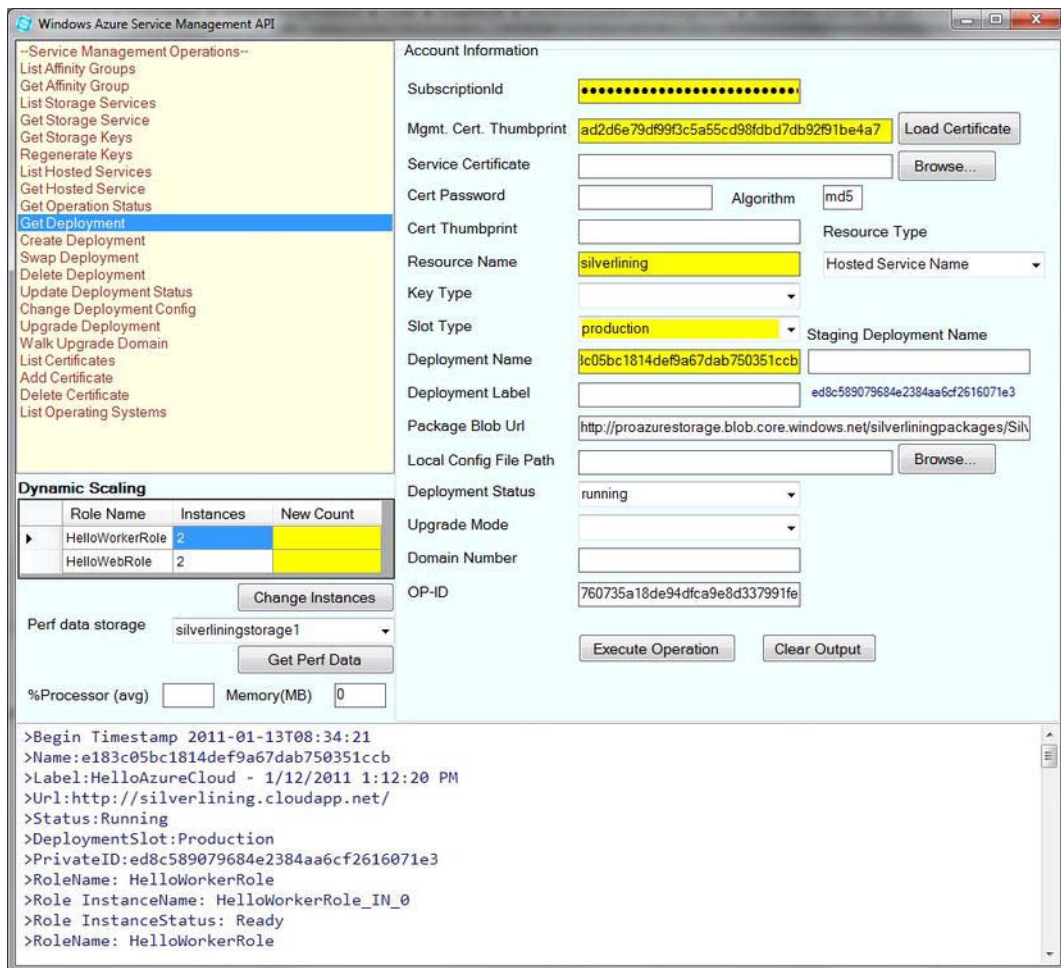 Windows Azure Service Management API
--Service Management Operations--
List Affinity Groups
Get Affinity Group
List Storage Services
Get Storage Service
Get Storage Keys
Regenerate Keys
List Hosted Services
Get Hosted Service
Get Operation Status
Get Deployment
Create Deployment
Swap Deployment
Delete Deployment
Update Deployment Status
Change Deployment Config
Upgrade Deployment
Walk Upgrade Domain
List Certificates
Add Certificate
Delete Certificate
List Operating Systems
Dynamic Scaling
Role Name Instances New Count
HelloWorkerRole 2
HelloWebRole 2
Change Instances
Perf data storage silverliningstorage1
Get Perf Data
%Processor (avg) Memory(MB) 0
Account Information
SubscriptionId
Mgmt. Cert. Thumbprint ad2d6e79df99f3c5a55cd98fdbd7db92f91be4a7 Load Certificate
Service Certificate Browse...
Cert Password Algorithm md5
Cert Thumbprint Resource Type
Resource Name silverlining Hosted Service Name
Key Type
Slot Type production Staging Deployment Name
Deployment Name 3c05bc1814def9a67dab750351ccb
Deployment Label ed8c589079684e2384aa6cf2616071e3
Package Blob Url http://proazurestorage.blob.core.windows.net/silverliningpackages/Silv
Local Config File Path Browse...
Deployment Status running
Upgrade Mode
Domain Number
OP-ID 760735a18de94dfca9e8d337991fe
Execute Operation Clear Output
>Begin Timestamp 2011-01-13T08:34:21
>Name:e183c05bc1814def9a67dab750351ccb
>Label:HelloAzureCloud - 1/12/2011 1:12:20 PM
>Url:http://silverlining.cloudapp.net/
>Status:Running
>DeploymentSlot:Production
>PrivateID:ed8c589079684e2384aa6cf2616071e3
>RoleName: HelloWorkerRole
>Role InstanceName: HelloWorkerRole_IN_0
>Role InstanceStatus: Ready
>RoleName: HelloWorkerRole